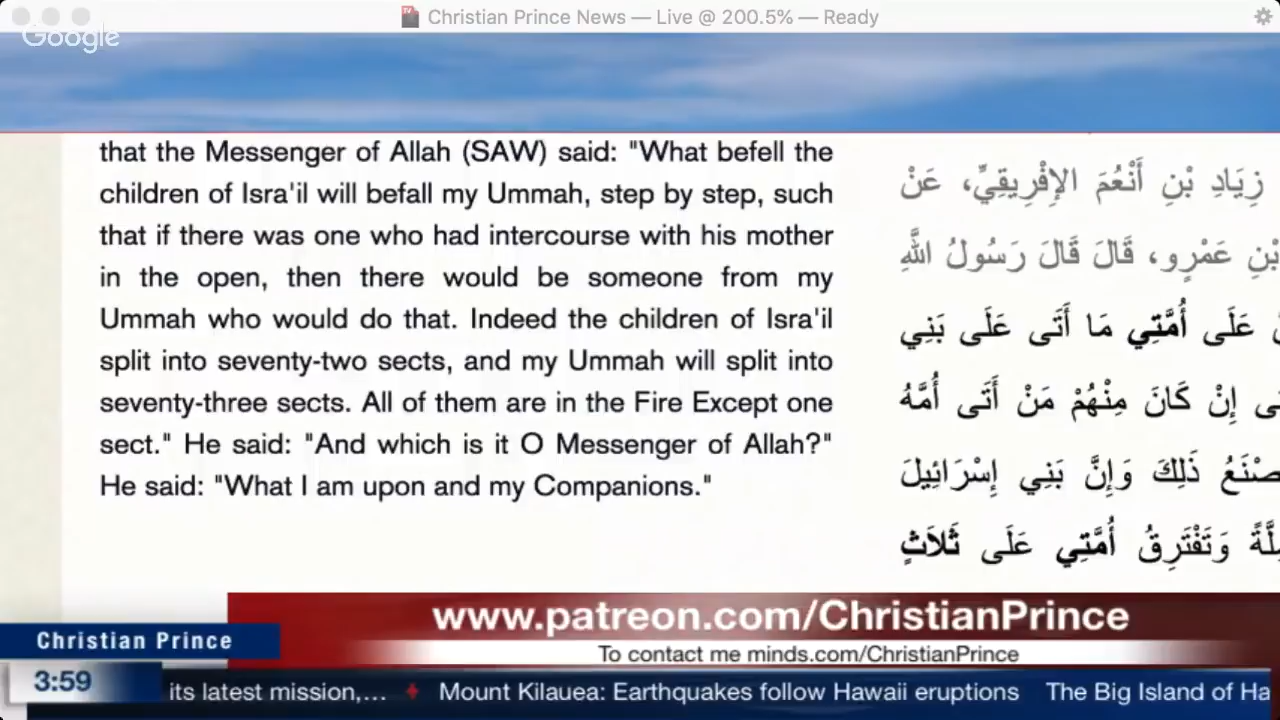 Christian Prince News — Live @ 200.5% — Ready
Google
that the Messenger of Allah (SAW) said: "What befell the
children of Isra'il will befall my Ummah, step by step, such
that if there was one who had intercourse with his mother
in the open, then there would be someone from my
Ummah who would do that. Indeed the children of Isra'il
split into seventy-two sects, and my Ummah will split into
seventy-three sects. All of them are in the Fire Except one
sect." He said: "And which is it O Messenger of Allah?"
He said: "What I am upon and my Companions."
زِيَادِ بْنِ أَنْعُمَ الإِفْرِيقِيِّ، عَنْ
بْنِ عَمْرٍو، قَالَ قَالَ رَسُولُ اللَّهِ
عَلَى أُمَّتِي مَا أَتَى عَلَى بَنِي
إِنْ كَانَ مِنْهُمْ مَنْ أَتَى أُمَّهُ
ذَلِكَ وَإِنَّ بَنِي إِسْرَائِيلَ
وَتَفْتَرِقُ أُمَّتِي عَلَى ثَلاَثٍ
www.patreon.com/ChristianPrince
To contact me minds.com/ChristianPrince
Christian Prince
3:59
its latest mission,... ♦ Mount Kilauea: Earthquakes follow Hawaii eruptions The Big Island of Ha